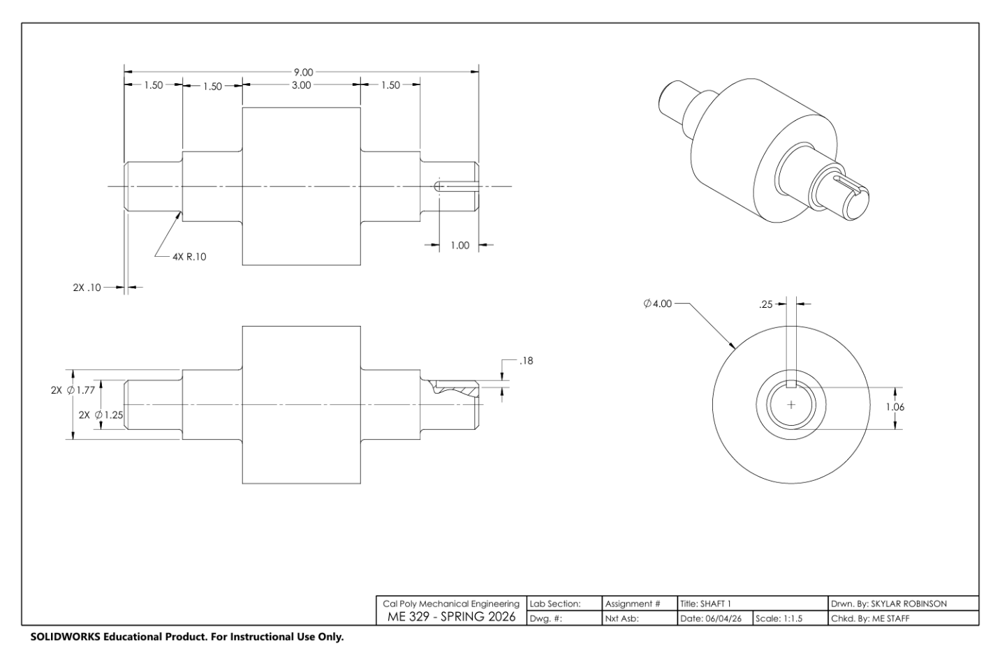 9.00
1.50
1.50
3.00
1.50
4X R.10
1.00
2X .10
⌀4.00
.25
.18
2X ⌀1.77
2X ⌀1.25
1.06
Cal Poly Mechanical Engineering
ME 329 - SPRING 2026
Lab Section:
Assignment #
Title: SHAFT 1
Drwn. By: SKYLAR ROBINSON
Dwg. #:
Nxt Asb:
Date: 06/04/26
Scale: 1:1.5
Chkd. By: ME STAFF
SOLIDWORKS Educational Product. For Instructional Use Only.